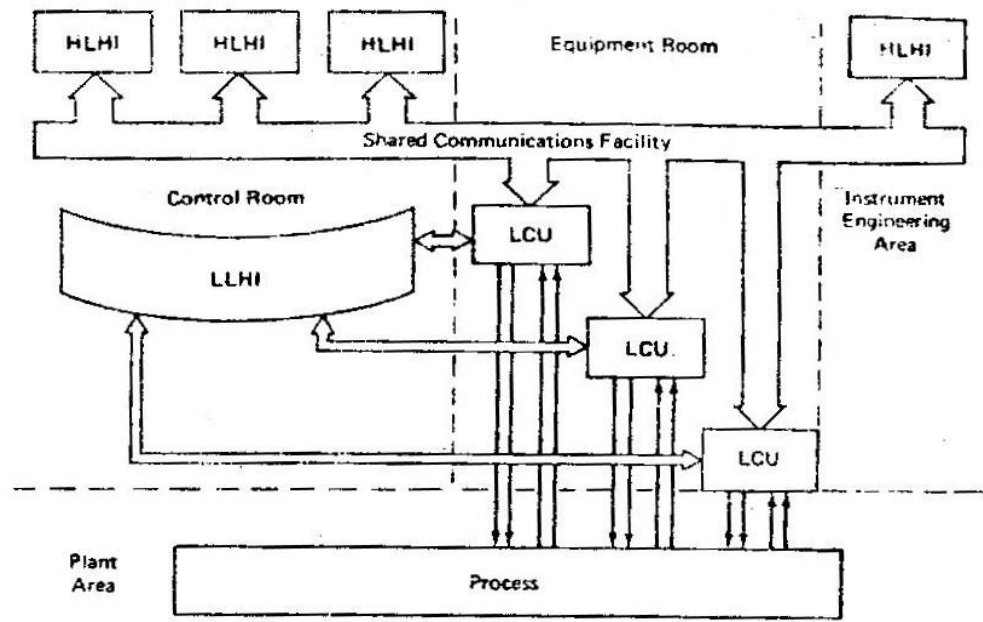 HLHI
HLHI
HLHI
Equipment Room
HLHI
Shared Communications Facility
Control Room
LCU
Instrument
Engineering
Area
LLHI
LCU.
LCU
Plant
Area
Process